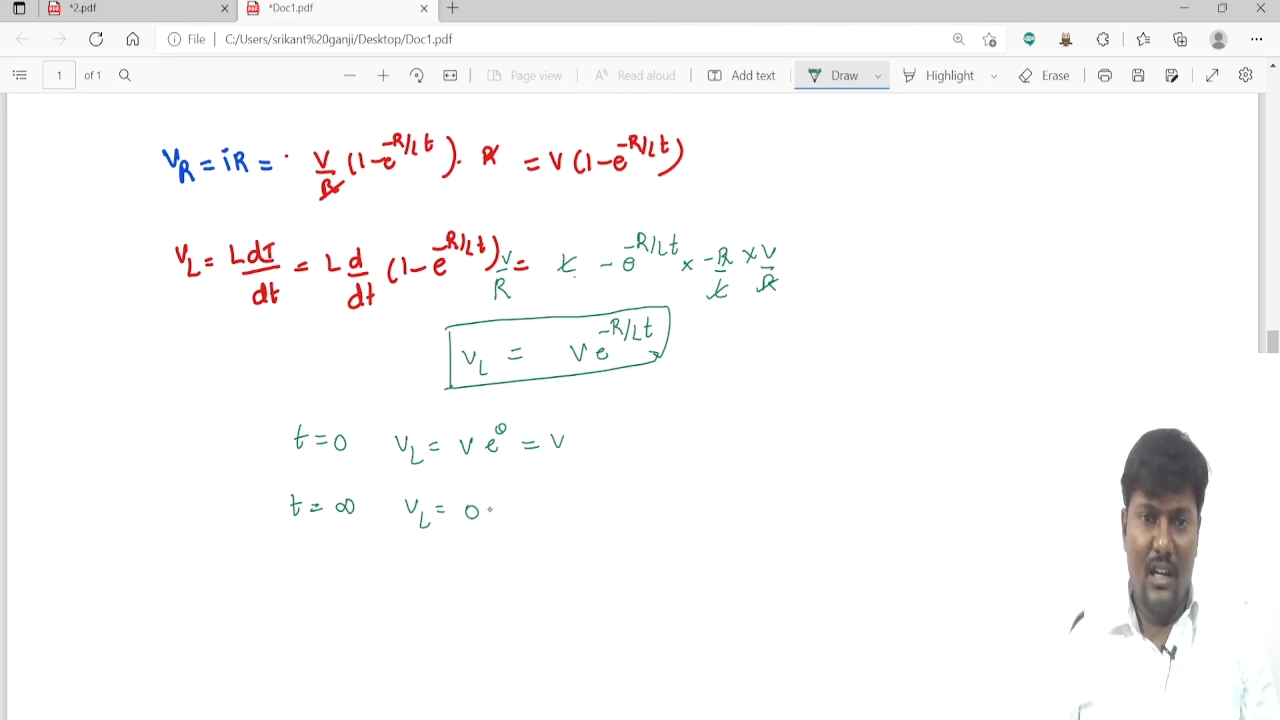 *2.pdf × *Doc1.pdf × +
File | C:/Users/srikant%20ganji/Desktop/Doc1.pdf
1 of 1 Page view Read aloud Add text Draw Highlight Erase
V_R = iR = V/R (1-e^{-R/L t}). R = V(1-e^{-R/L t})
V_L = L dI/dt = L d/dt (1-e^{-R/L t}) V/R = L - e^{-R/L t} × -R/L × V/R
V_L = V e^{-R/L t}
t=0 V_L = V e^0 = V
t=∞ V_L = 0